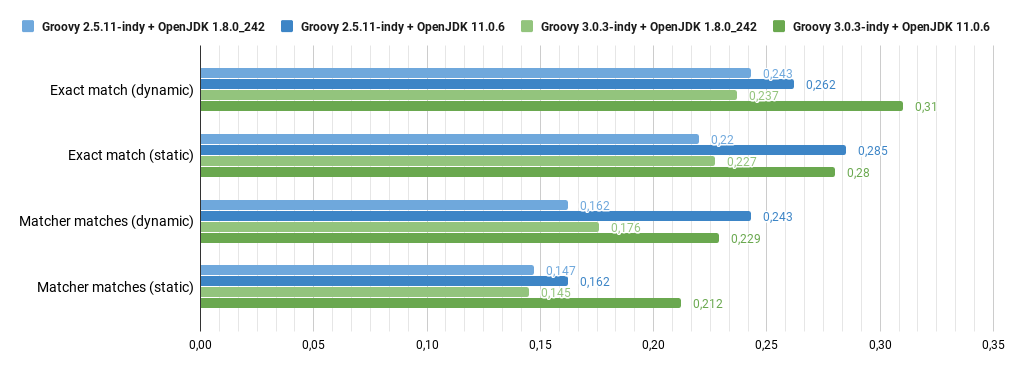 Groovy 2.5.11-indy + OpenJDK 1.8.0_242 Groovy 2.5.11-indy + OpenJDK 11.0.6 Groovy 3.0.3-indy + OpenJDK 1.8.0_242 Groovy 3.0.3-indy + OpenJDK 11.0.6
Exact match (dynamic)
0,243
0,262
0,237
0,31
Exact match (static)
0,22
0,285
0,227
0,28
Matcher matches (dynamic)
0,162
0,243
0,176
0,229
Matcher matches (static)
0,147
0,162
0,145
0,212
0,00 0,05 0,10 0,15 0,20 0,25 0,30 0,35